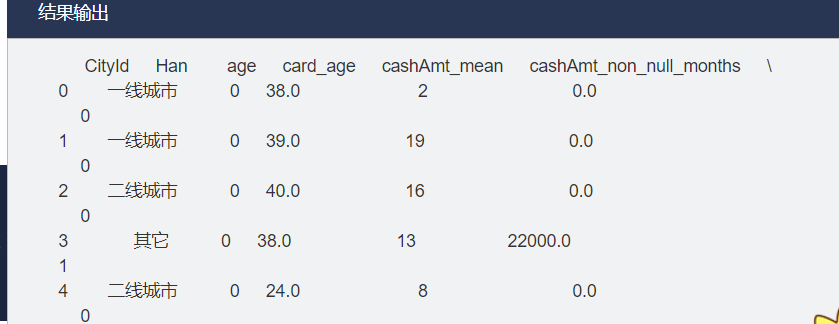 结果输出
CityId Han age card_age cashAmt_mean cashAmt_non_null_months \
0 一线城市 0 38.0 2 0.0
0
1 一线城市 0 39.0 19 0.0
0
2 二线城市 0 40.0 16 0.0
0
3 其它 0 38.0 13 22000.0
1
4 二线城市 0 24.0 8 0.0
0